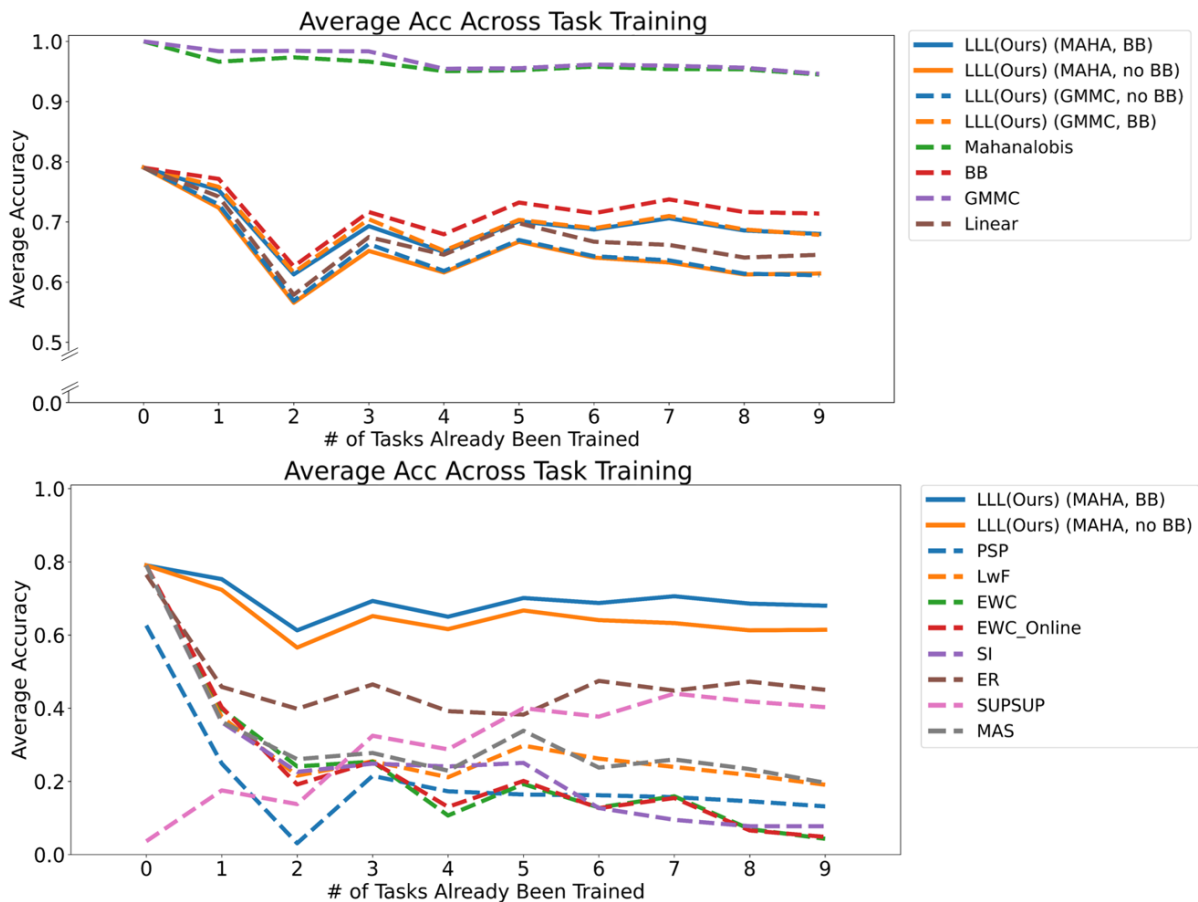 Average Acc Across Task Training
1.0
0.9
0.8
0.7
0.6
0.5
0.0
Average Accuracy
0 1 2 3 4 5 6 7 8 9
# of Tasks Already Been Trained
LLL(Ours) (MAHA, BB)
LLL(Ours) (MAHA, no BB)
LLL(Ours) (GMMC, no BB)
LLL(Ours) (GMMC, BB)
Mahanalobis
BB
GMMC
Linear
Average Acc Across Task Training
1.0
0.8
0.6
0.4
0.2
0.0
Average Accuracy
0 1 2 3 4 5 6 7 8 9
# of Tasks Already Been Trained
LLL(Ours) (MAHA, BB)
LLL(Ours) (MAHA, no BB)
PSP
LwF
EWC
EWC_Online
SI
ER
SUPSUP
MAS